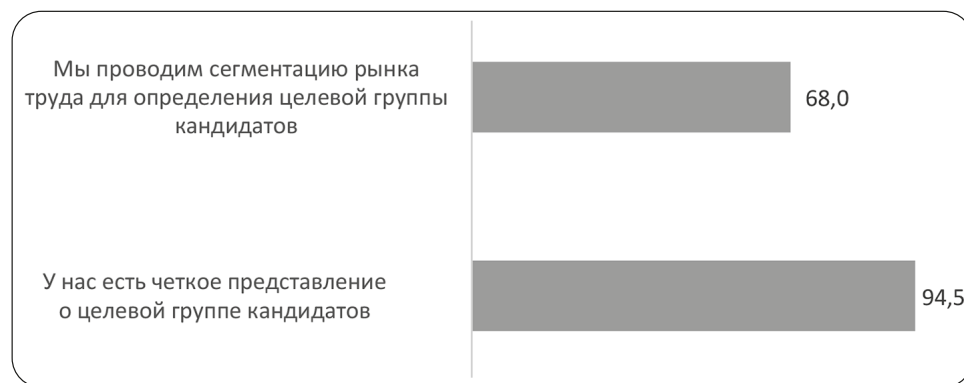 Мы проводим сегментацию рынка
труда для определения целевой группы
кандидатов
68,0
У нас есть четкое представление
о целевой группе кандидатов
94,5